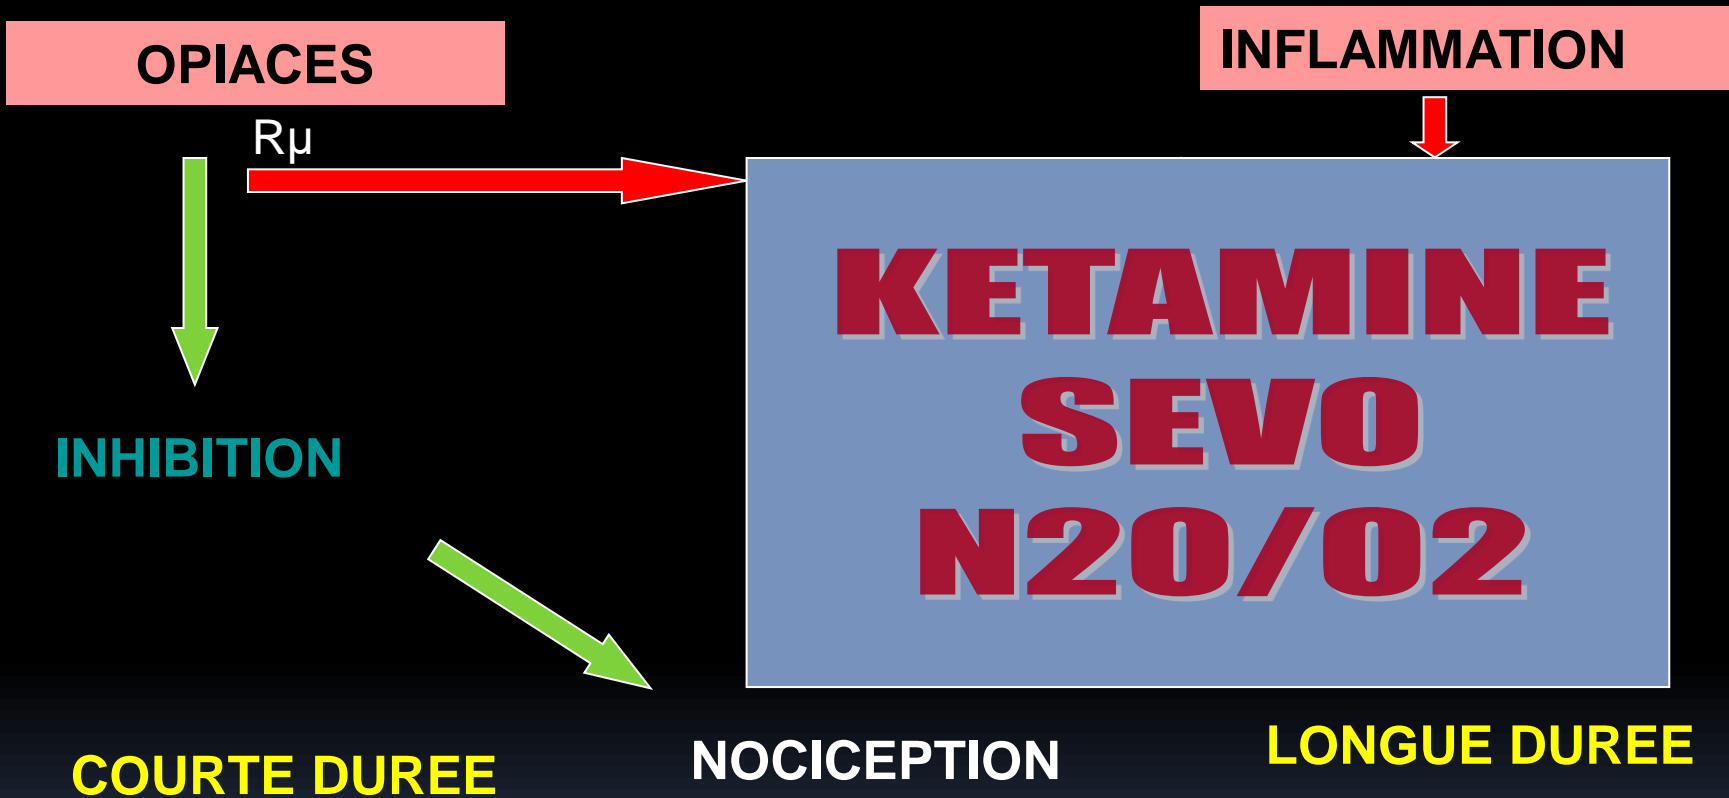 OPIACES
INFLAMMATION
Rµ
KETAMINE
SEVO
N20/02
INHIBITION
NOCICEPTION
LONGUE DUREE
COURTE DUREE